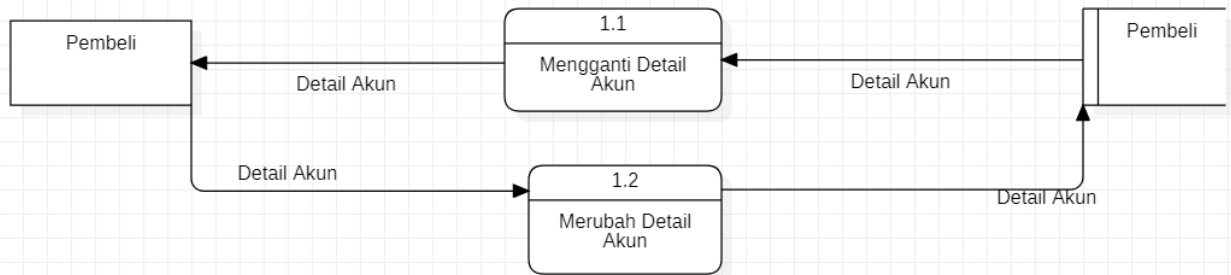 Pembeli
1.1
Mengganti Detail
Akun
Pembeli
Detail Akun
Detail Akun
Detail Akun
1.2
Merubah Detail
Akun
Detail Akun